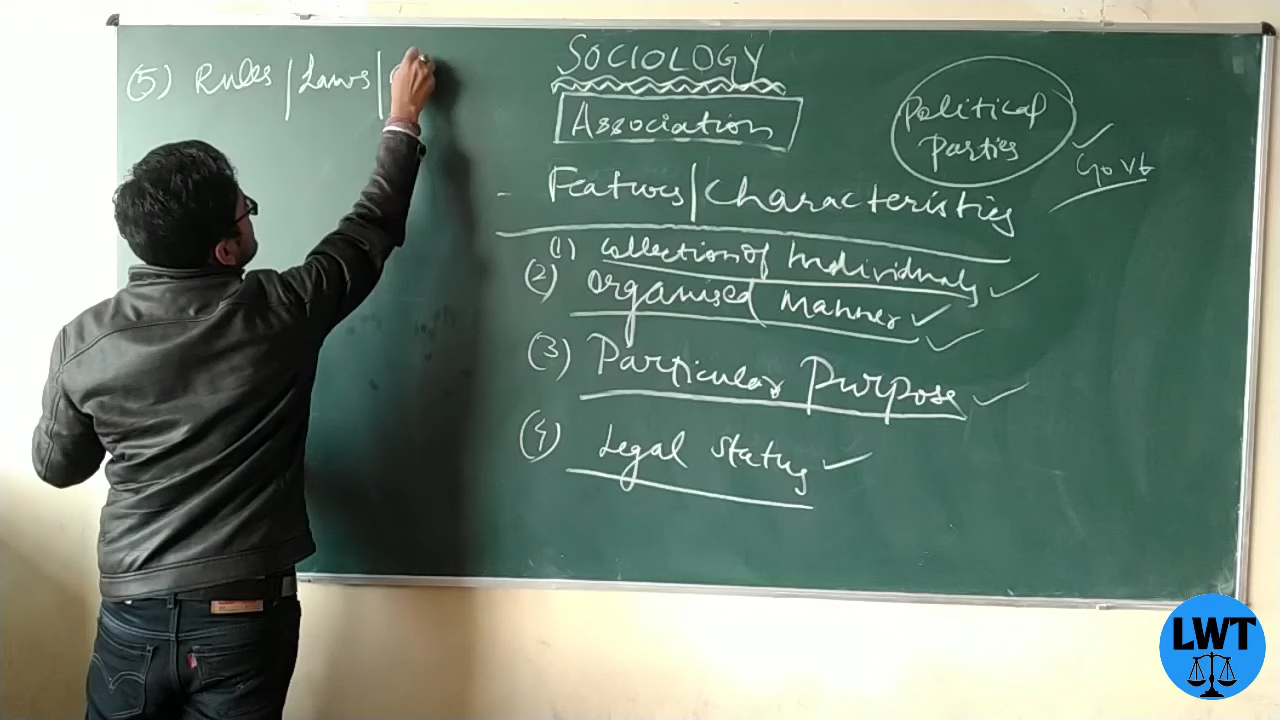 SOCIOLOGY
Association
Political
Parties
Govt
- Features/Characteristics
(1) Collection of Individuals
(2) Organised Manner
(3) Particular Purpose
(4) Legal Status
(5) Rules / Laws /
LWT